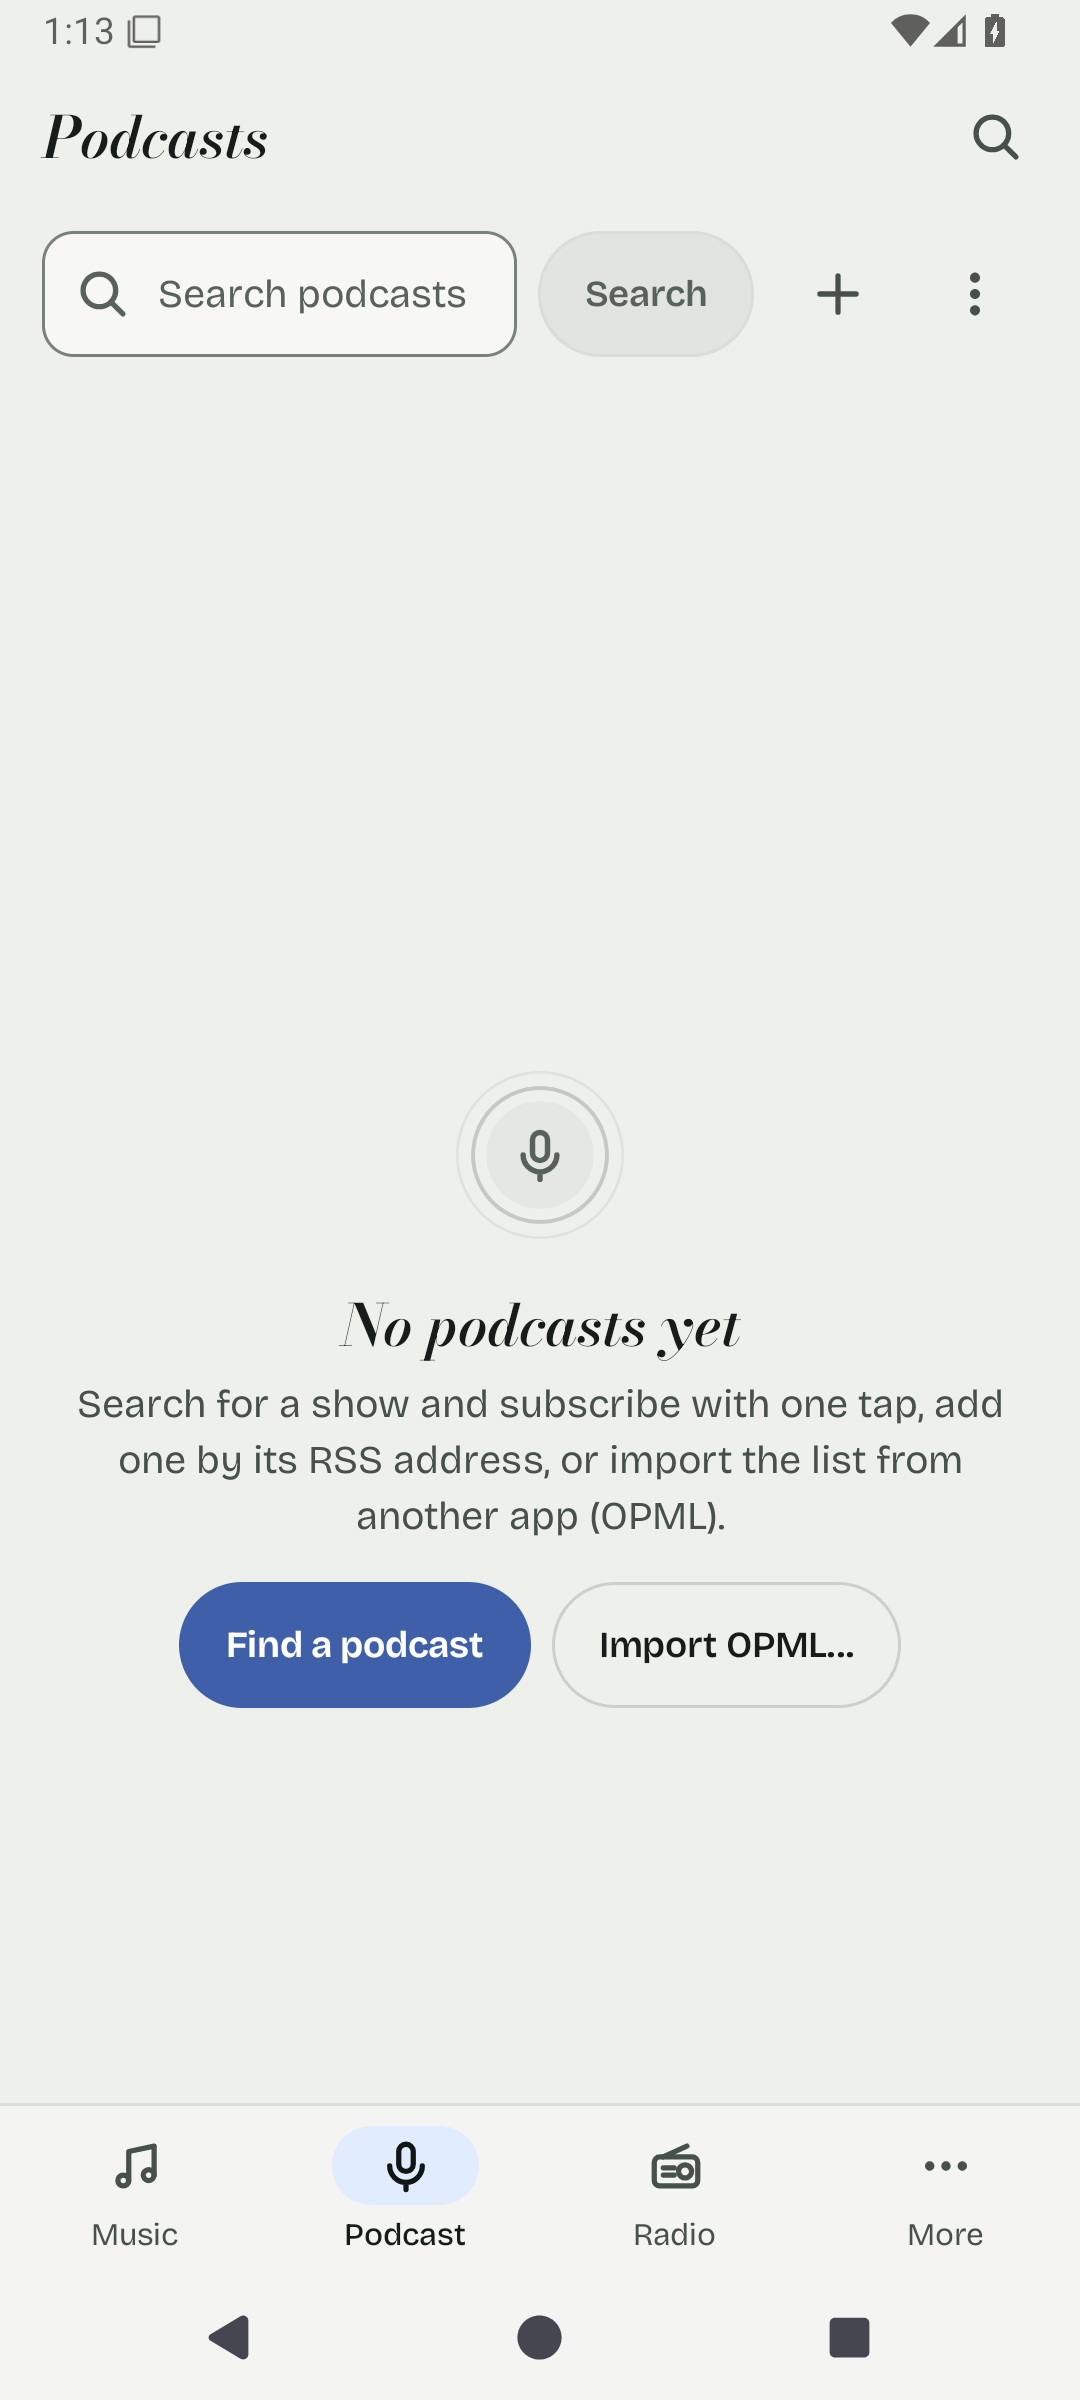 1:13
Podcasts
Search podcasts
Search
No podcasts yet
Search for a show and subscribe with one tap, add
one by its RSS address, or import the list from
another app (OPML).
Find a podcast
Import OPML...
Music
Podcast
Radio
More